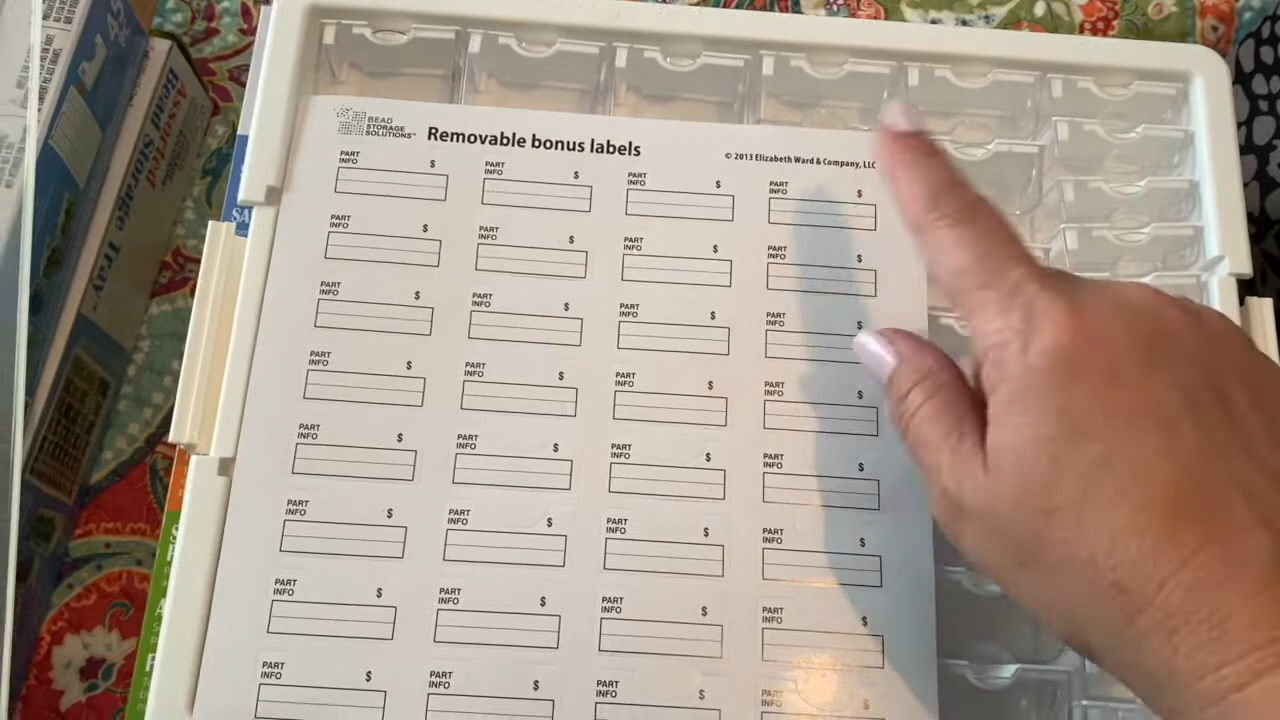 BEAD
STORAGE
SOLUTIONS™
Removable bonus labels
© 2013 Elizabeth Ward & Company, LLC
PART INFO $ PART INFO $ PART INFO $ PART INFO $
PART INFO $ PART INFO $ PART INFO $ PART INFO $
PART INFO $ PART INFO $ PART INFO $ PART INFO $
PART INFO $ PART INFO $ PART INFO $ PART INFO $
PART INFO $ PART INFO $ PART INFO $ PART INFO $
PART INFO $ PART INFO $ PART INFO $ PART INFO $
PART INFO $ PART INFO $ PART INFO $ PART INFO $
PART INFO $ PART INFO $ PART INFO $ PART $
Assorted
Bead Storage Tray™
SA